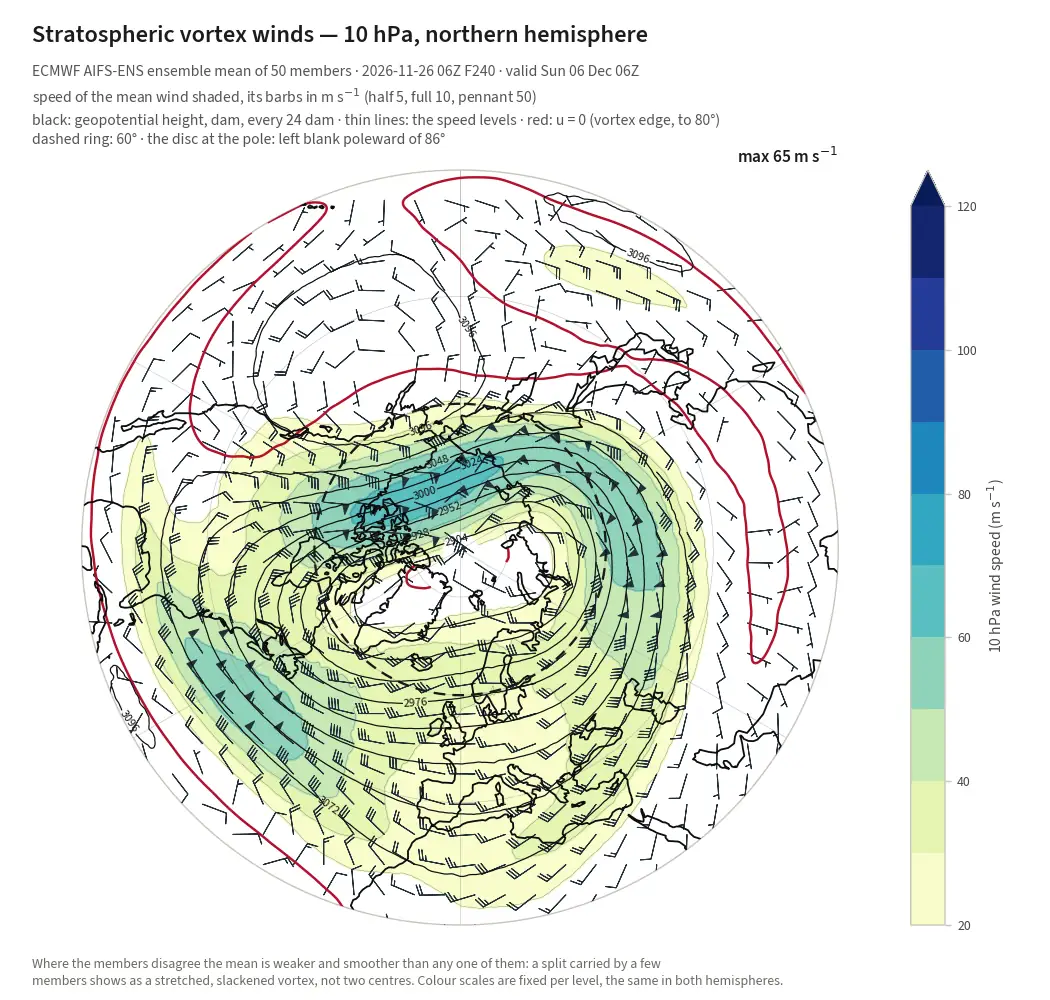 Stratospheric vortex winds — 10 hPa, northern hemisphere
ECMWF AIFS-ENS ensemble mean of 50 members · 2026-11-26 06Z F240 · valid Sun 06 Dec 06Z
speed of the mean wind shaded, its barbs in m s⁻¹ (half 5, full 10, pennant 50)
black: geopotential height, dam, every 24 dam · thin lines: the speed levels · red: u = 0 (vortex edge, to 80°)
dashed ring: 60° · the disc at the pole: left blank poleward of 86°
max 65 m s⁻¹
120
100
80
60
40
20
10 hPa wind speed (m s⁻¹)
3096
3096
3048
3024
3000
2952
2904
2976
3096
3072
Where the members disagree the mean is weaker and smoother than any one of them: a split carried by a few
members shows as a stretched, slackened vortex, not two centres. Colour scales are fixed per level, the same in both hemispheres.